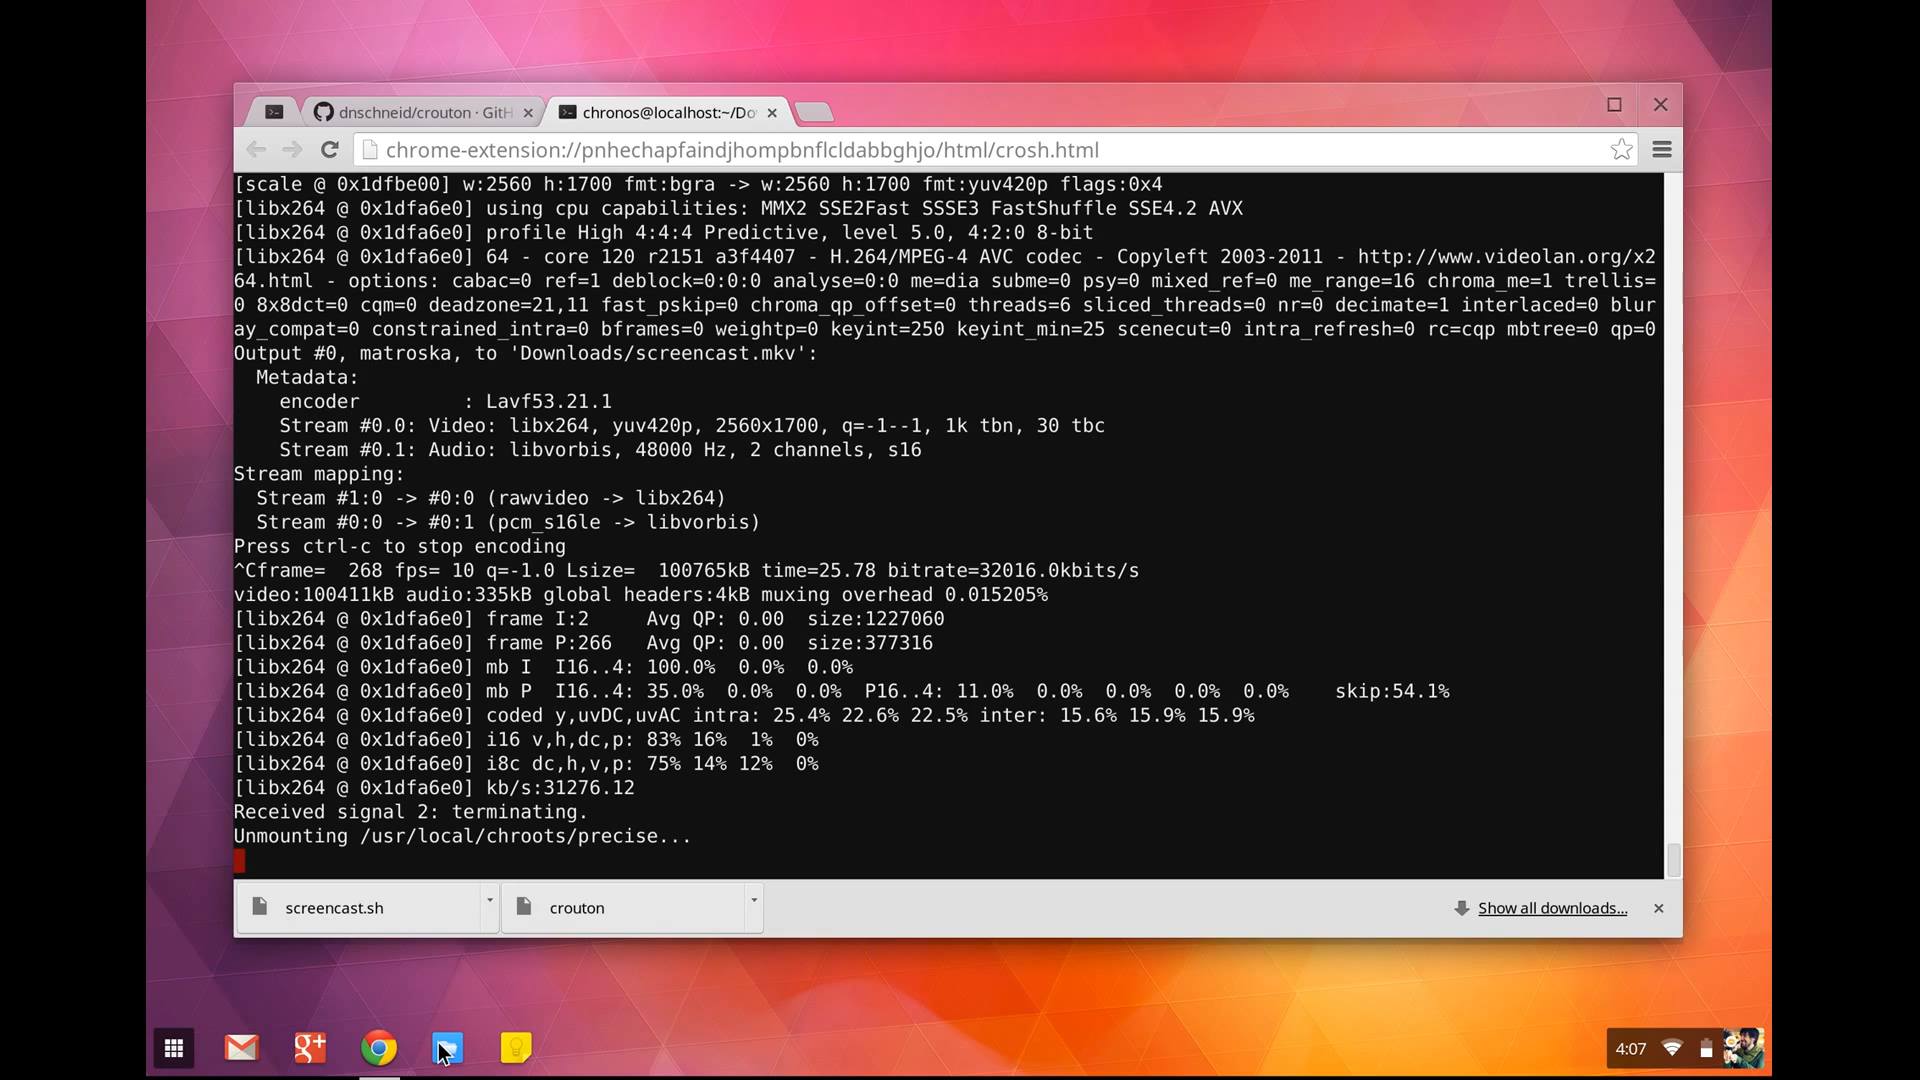 dnschneid/crouton · GitH
chronos@localhost:~/Do
chrome-extension://pnhechapfaindjhompbnflcldabbghjo/html/crosh.html
[scale @ 0x1dfbe00] w:2560 h:1700 fmt:bgra -> w:2560 h:1700 fmt:yuv420p flags:0x4
[libx264 @ 0x1dfa6e0] using cpu capabilities: MMX2 SSE2Fast SSSE3 FastShuffle SSE4.2 AVX
[libx264 @ 0x1dfa6e0] profile High 4:4:4 Predictive, level 5.0, 4:2:0 8-bit
[libx264 @ 0x1dfa6e0] 64 - core 120 r2151 a3f4407 - H.264/MPEG-4 AVC codec - Copyleft 2003-2011 - http://www.videolan.org/x2
64.html - options: cabac=0 ref=1 deblock=0:0:0 analyse=0:0 me=dia subme=0 psy=0 mixed_ref=0 me_range=16 chroma_me=1 trellis=
0 8x8dct=0 cqm=0 deadzone=21,11 fast_pskip=0 chroma_qp_offset=0 threads=6 sliced_threads=0 nr=0 decimate=1 interlaced=0 blur
ay_compat=0 constrained_intra=0 bframes=0 weightp=0 keyint=250 keyint_min=25 scenecut=0 intra_refresh=0 rc=cqp mbtree=0 qp=0
Output #0, matroska, to 'Downloads/screencast.mkv':
  Metadata:
    encoder         : Lavf53.21.1
    Stream #0.0: Video: libx264, yuv420p, 2560x1700, q=-1--1, 1k tbn, 30 tbc
    Stream #0.1: Audio: libvorbis, 48000 Hz, 2 channels, s16
Stream mapping:
  Stream #1:0 -> #0:0 (rawvideo -> libx264)
  Stream #0:0 -> #0:1 (pcm_s16le -> libvorbis)
Press ctrl-c to stop encoding
^Cframe=  268 fps= 10 q=-1.0 Lsize=  100765kB time=25.78 bitrate=32016.0kbits/s
video:100411kB audio:335kB global headers:4kB muxing overhead 0.015205%
[libx264 @ 0x1dfa6e0] frame I:2     Avg QP: 0.00  size:1227060
[libx264 @ 0x1dfa6e0] frame P:266   Avg QP: 0.00  size:377316
[libx264 @ 0x1dfa6e0] mb I  I16..4: 100.0%  0.0%  0.0%
[libx264 @ 0x1dfa6e0] mb P  I16..4: 35.0%  0.0%  0.0%  P16..4: 11.0%  0.0%  0.0%  0.0%  0.0%    skip:54.1%
[libx264 @ 0x1dfa6e0] coded y,uvDC,uvAC intra: 25.4% 22.6% 22.5% inter: 15.6% 15.9% 15.9%
[libx264 @ 0x1dfa6e0] i16 v,h,dc,p: 83% 16%  1%  0%
[libx264 @ 0x1dfa6e0] i8c dc,h,v,p: 75% 14% 12%  0%
[libx264 @ 0x1dfa6e0] kb/s:31276.12
Received signal 2: terminating.
Unmounting /usr/local/chroots/precise...
screencast.sh
crouton
Show all downloads...
g+
4:07